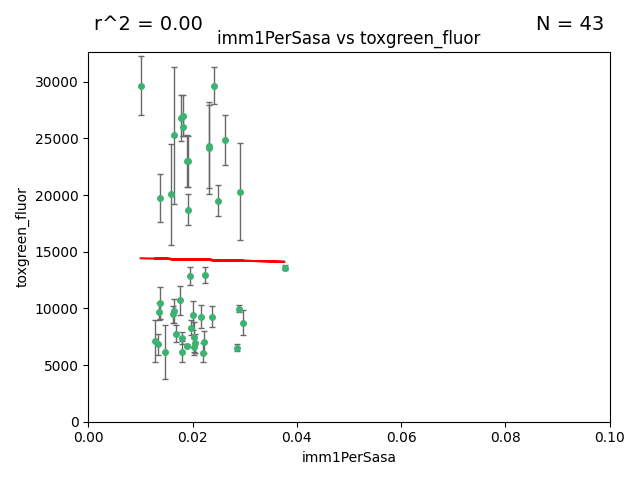 r^2 = 0.00
N = 43
imm1PerSasa vs toxgreen_fluor
30000
25000
20000
15000
10000
5000
0
toxgreen_fluor
0.00
0.02
0.04
0.06
0.08
0.10
imm1PerSasa